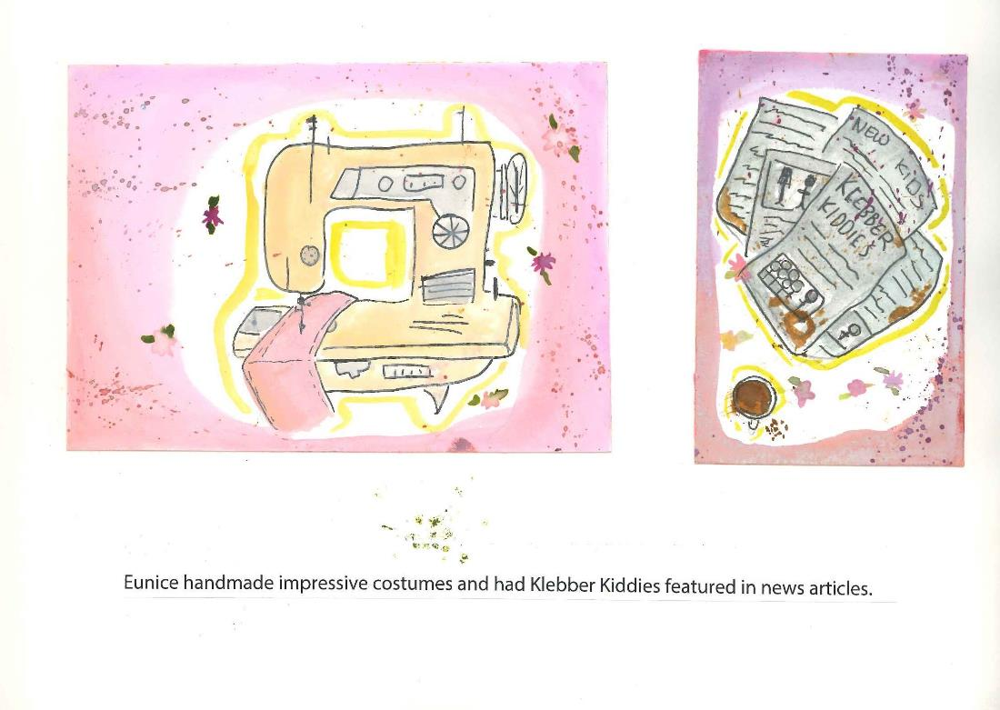 NEW
KIDS
KLEBBER
KIDDIES
Eunice handmade impressive costumes and had Klebber Kiddies featured in news articles.